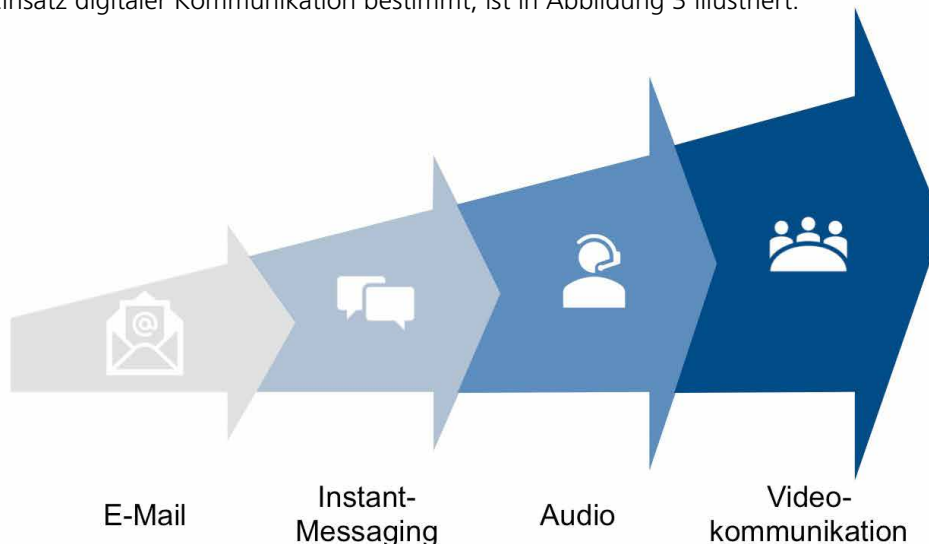 insatz digitaler Kommunikation bestimmt, ist in Abbildung 3 illustriert.
@
E-Mail
Instant-
Messaging
Audio
Video-
kommunikation